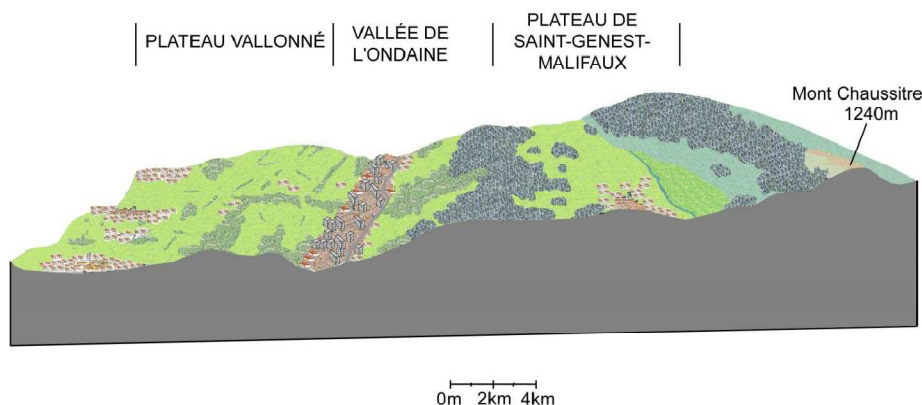 PLATEAU VALLONNÉ
VALLÉE DE
L'ONDAINE
PLATEAU DE
SAINT-GENEST-
MALIFAUX
Mont Chaussitre
1240m
0m 2km 4km